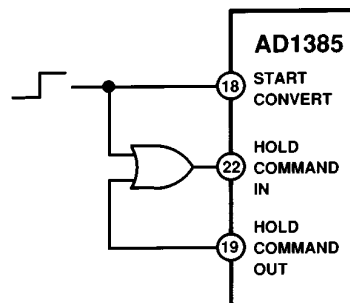 AD1385
18 START
CONVERT
22 HOLD
COMMAND
IN
19 HOLD
COMMAND
OUT